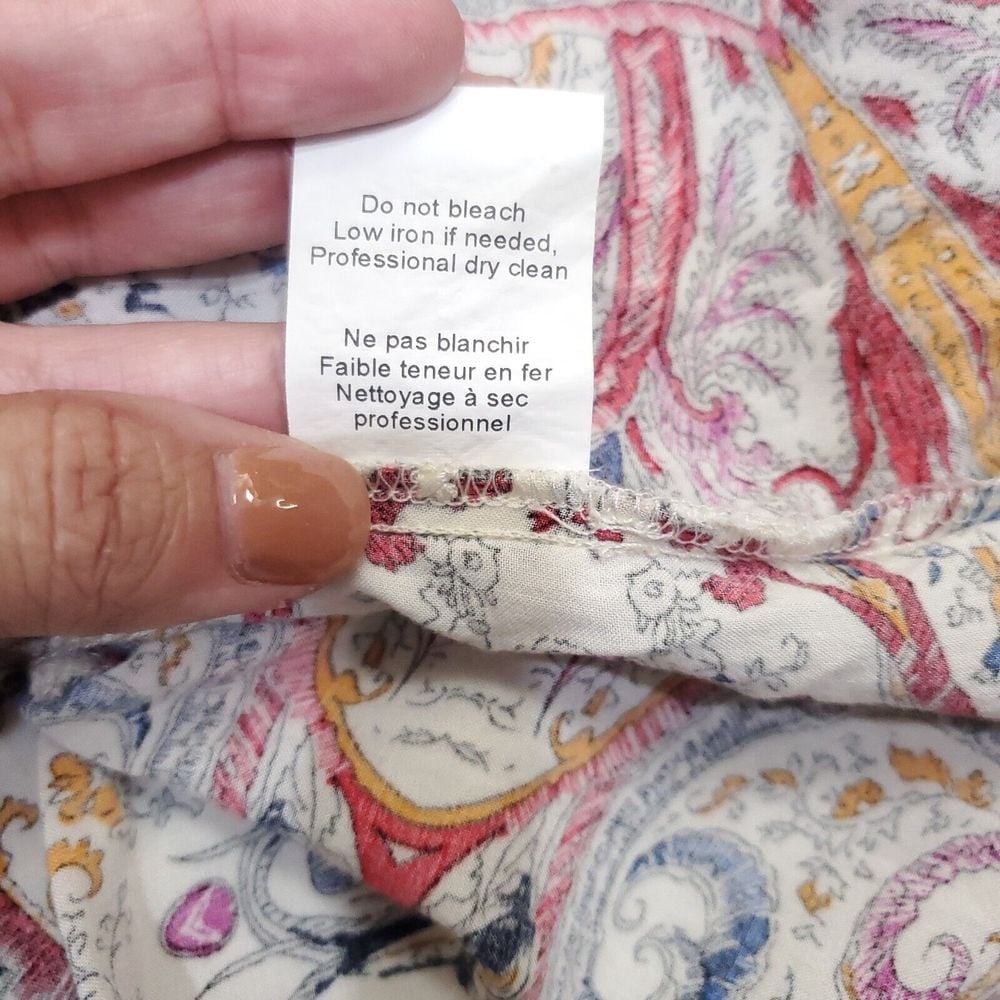 Do not bleach
Low iron if needed,
Professional dry clean
Ne pas blanchir
Faible teneur en fer
Nettoyage à sec
professionnel